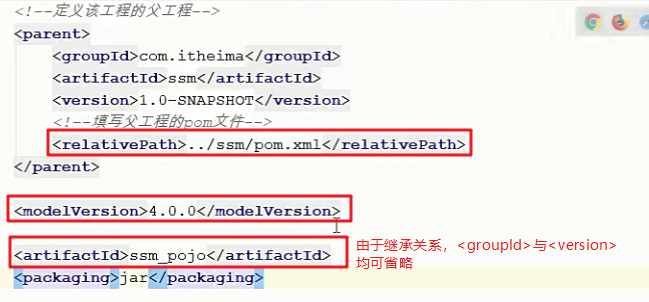 <!--定义该工程的父工程-->
<parent>
<groupId>com.itheima</groupId>
<artifactId>ssm</artifactId>
<version>1.0-SNAPSHOT</version>
<!--填写父工程的pom文件-->
<relativePath>../ssm/pom.xml</relativePath>
</parent>
<modelVersion>4.0.0</modelVersion>
<artifactId>ssm_pojo</artifactId>
<packaging>jar</packaging>
由于继承关系，<groupId>与<version>
均可省略